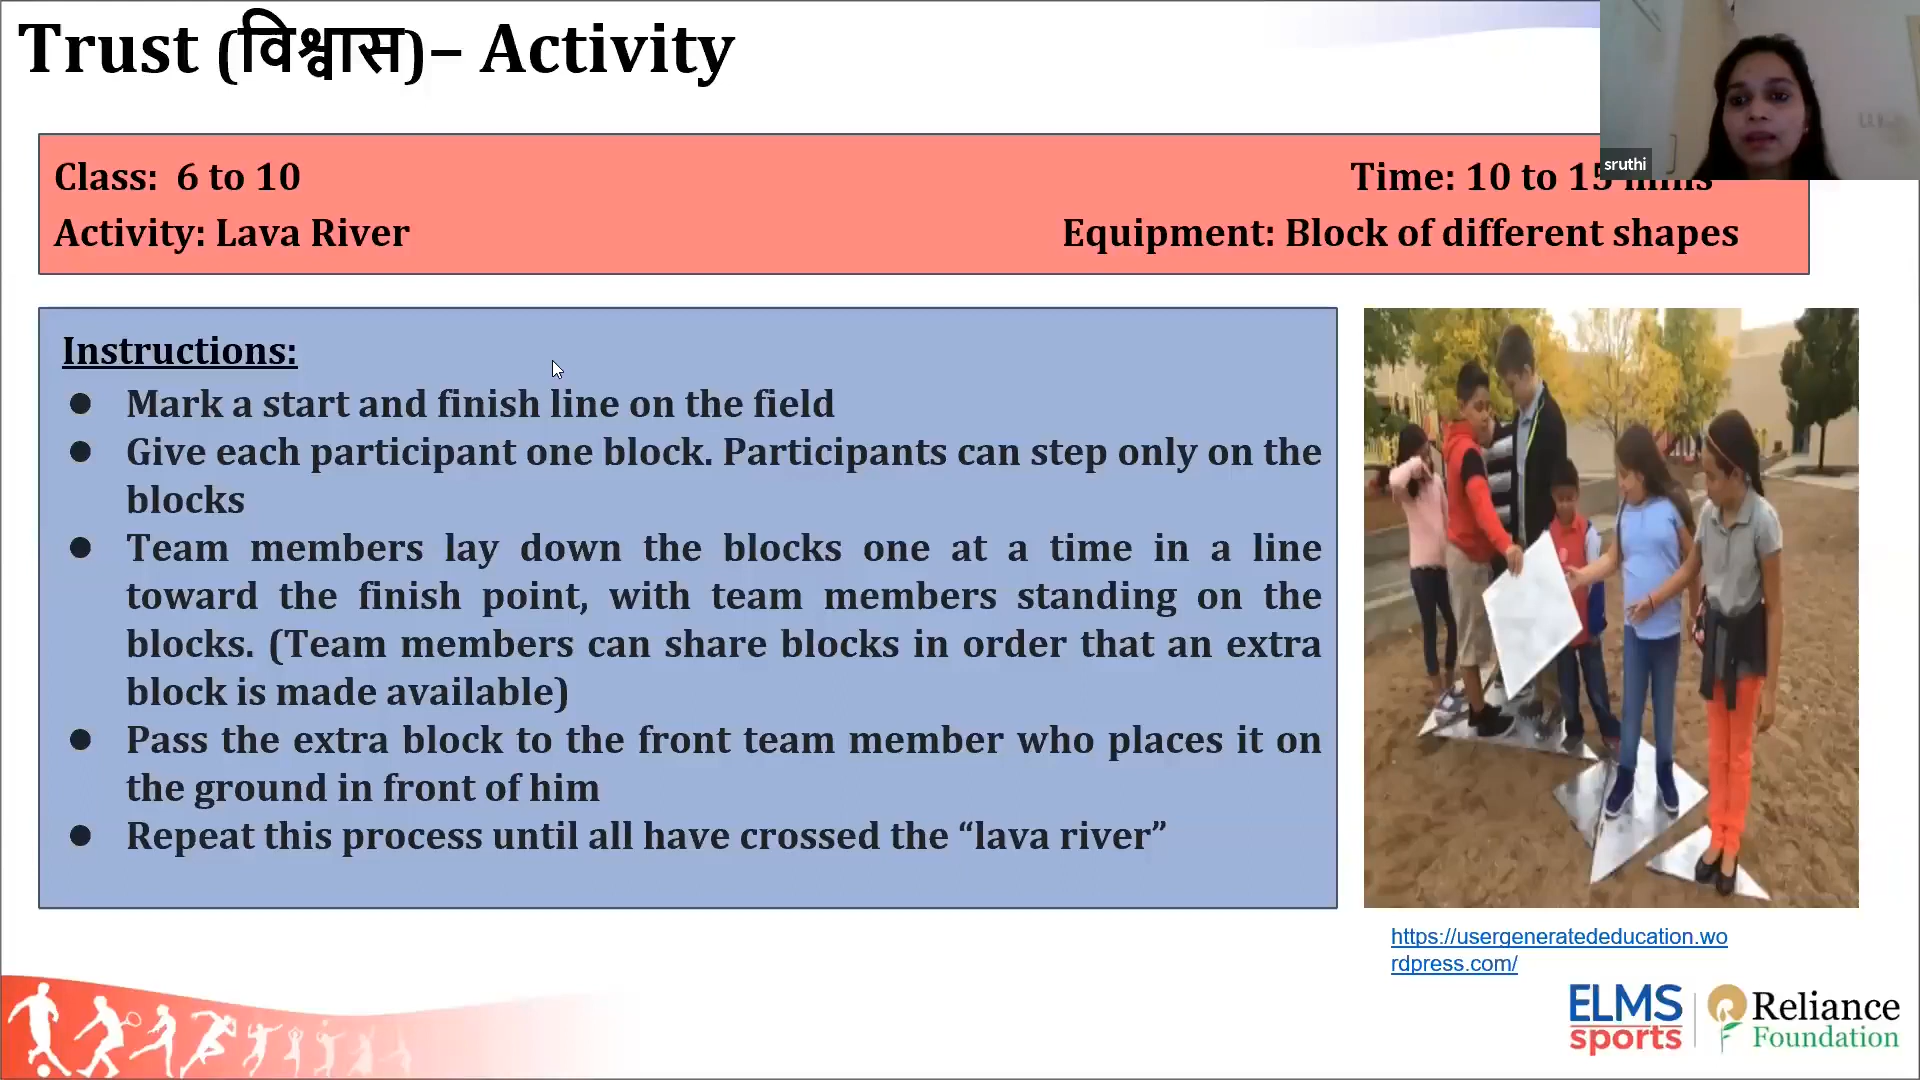 Trust (विश्वास)– Activity
sruthi
Class: 6 to 10
Time: 10 to 15 mins
Activity: Lava River
Equipment: Block of different shapes
Instructions:
● Mark a start and finish line on the field
● Give each participant one block. Participants can step only on the
blocks
● Team members lay down the blocks one at a time in a line
toward the finish point, with team members standing on the
blocks. (Team members can share blocks in order that an extra
block is made available)
● Pass the extra block to the front team member who places it on
the ground in front of him
● Repeat this process until all have crossed the “lava river”
https://usergeneratededucation.wo
rdpress.com/
ELMS
sports
Reliance
Foundation